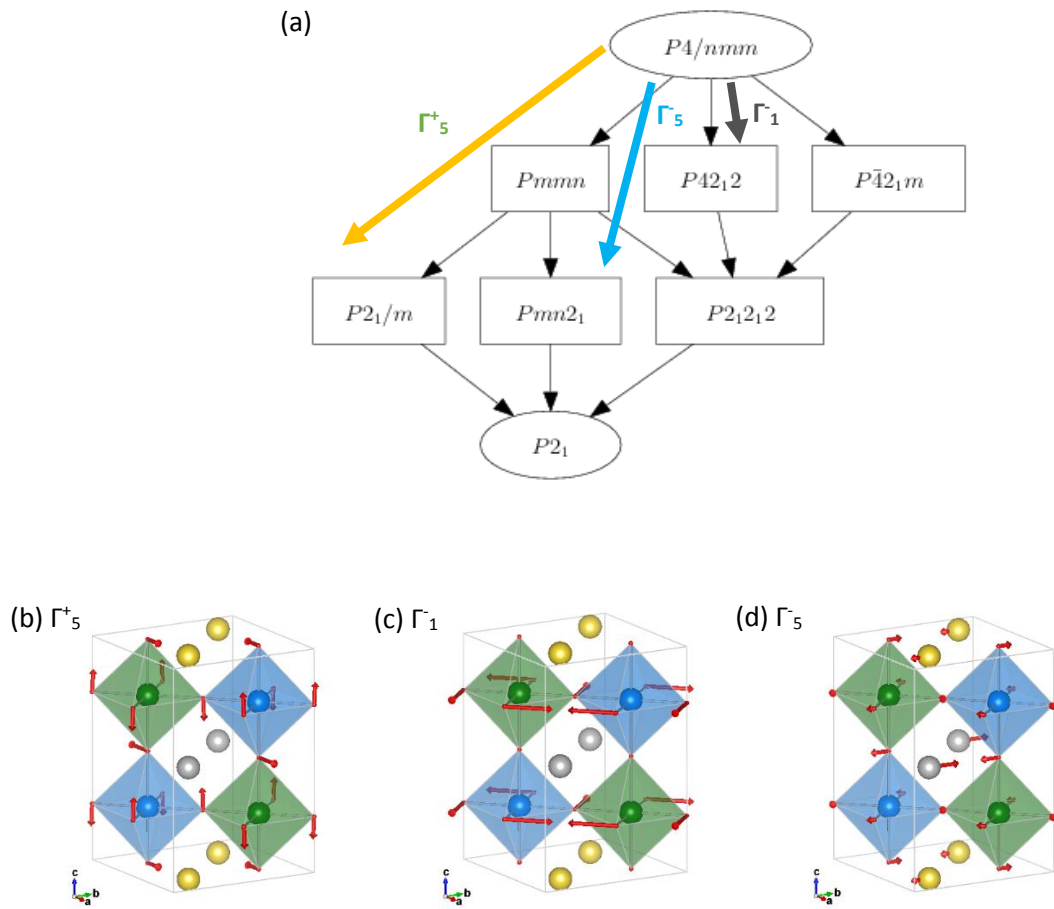 (a)
P4/nmm
Γ⁺₅
Γ⁻₅
Γ⁻₁
Pmmn
P42₁2
P4̄2₁m
P2₁/m
Pmn2₁
P2₁2₁2
P2₁
(b) Γ⁺₅
(c) Γ⁻₁
(d) Γ⁻₅
c b a
c b a
c b a